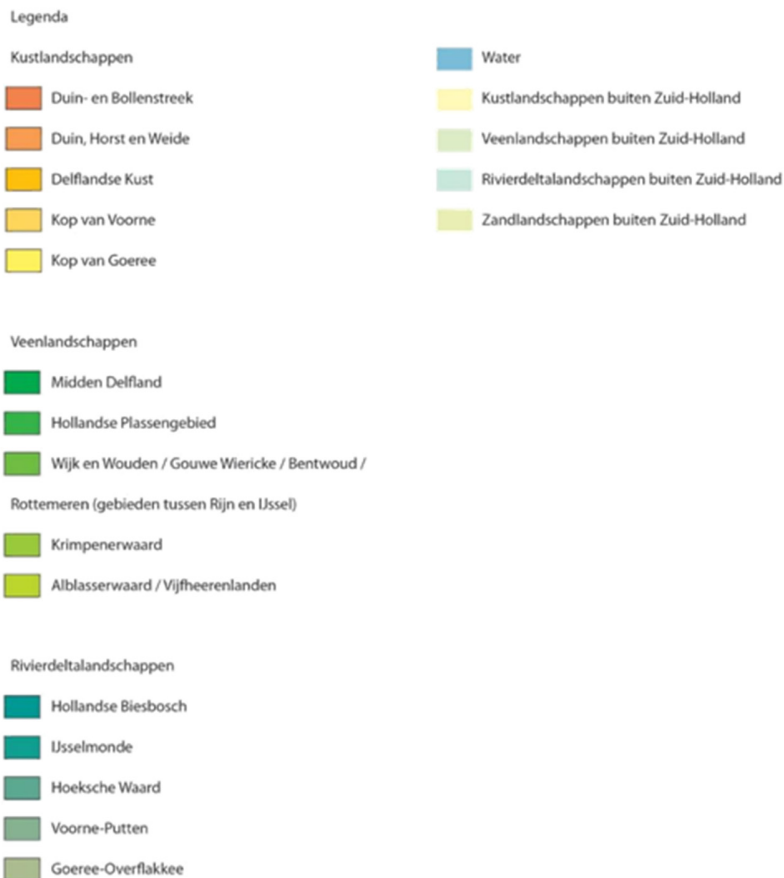 Legenda
Kustlandschappen
Duin- en Bollenstreek
Duin, Horst en Weide
Delflandse Kust
Kop van Voorne
Kop van Goeree
Veenlandschappen
Midden Delfland
Hollandse Plassengebied
Wijk en Wouden / Gouwe Wiericke / Bentwoud /
Rottemeren (gebieden tussen Rijn en IJssel)
Krimpenerwaard
Alblasserwaard / Vijfheerenlanden
Rivierdeltalandschappen
Hollandse Biesbosch
IJsselmonde
Hoeksche Waard
Voorne-Putten
Goeree-Overflakkee
Water
Kustlandschappen buiten Zuid-Holland
Veenlandschappen buiten Zuid-Holland
Rivierdeltalandschappen buiten Zuid-Holland
Zandlandschappen buiten Zuid-Holland